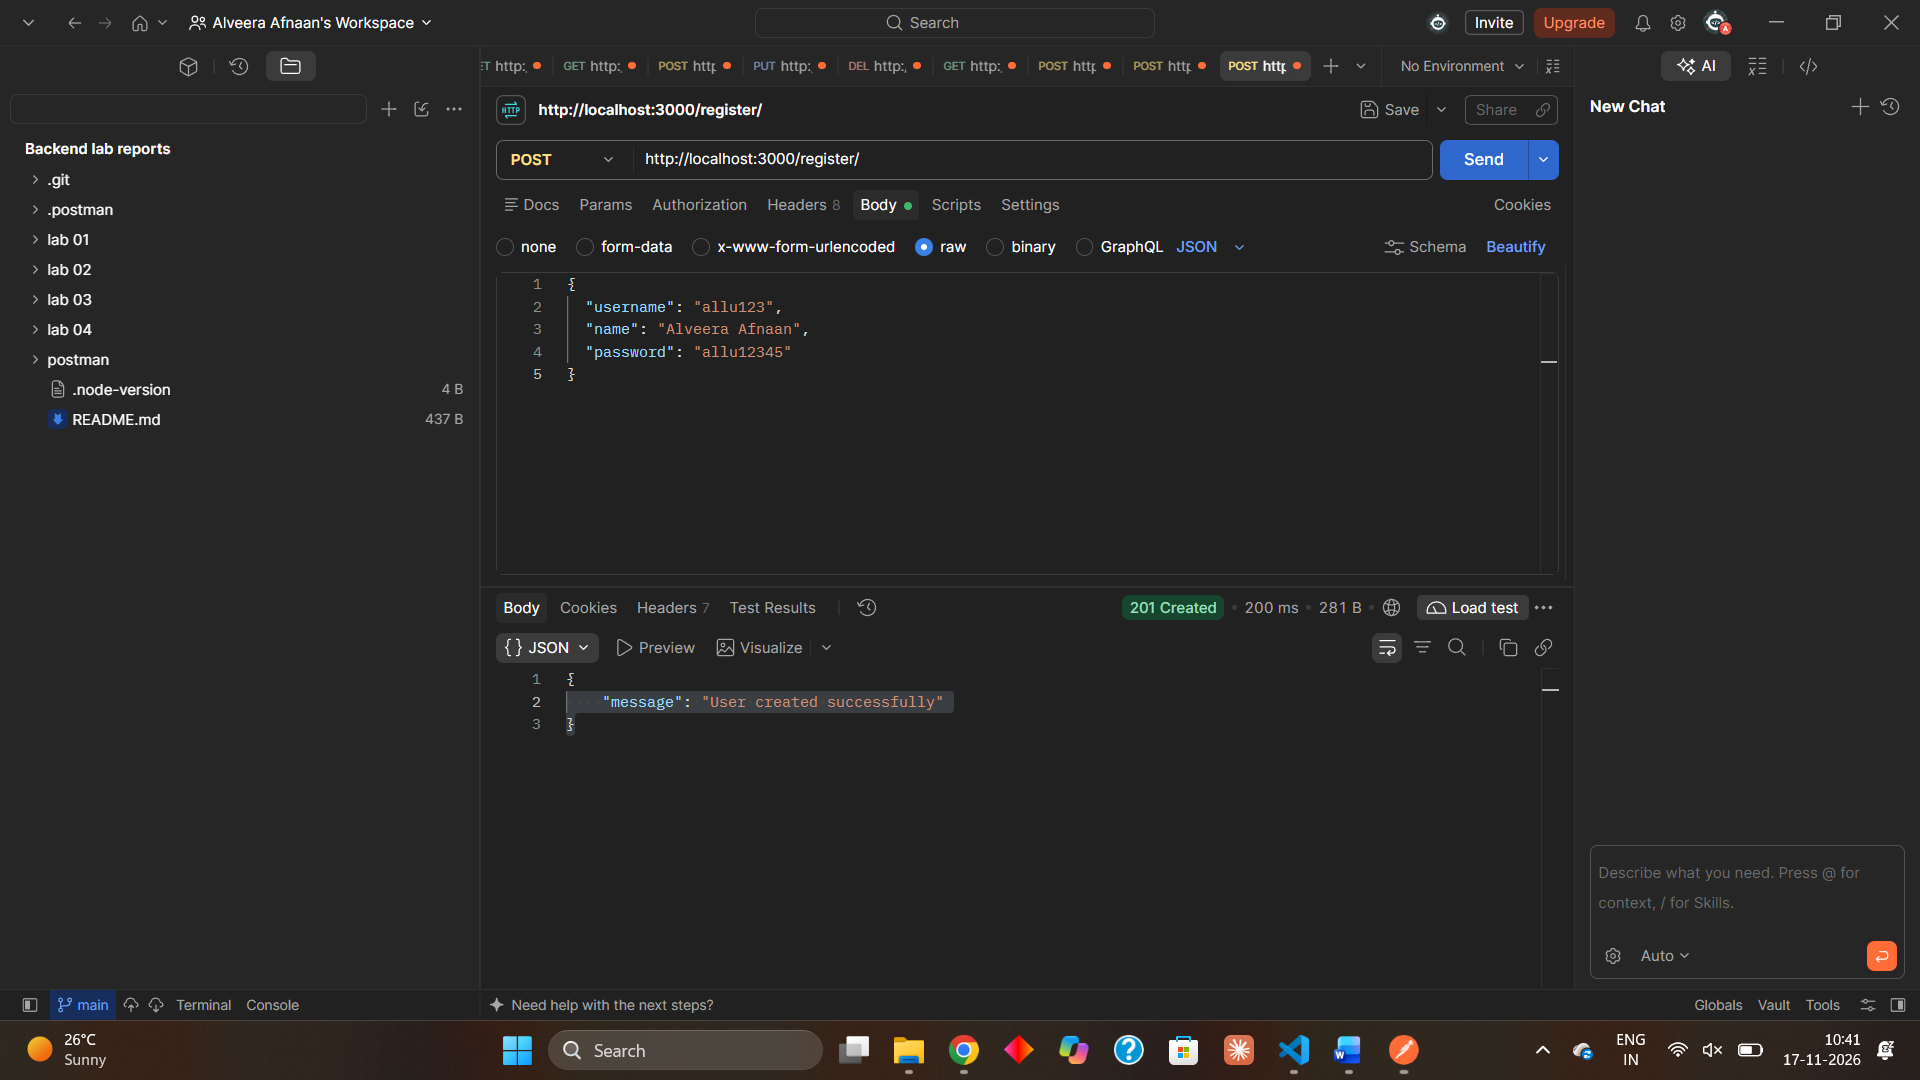 Alveera Afnaan's Workspace
Search
Invite
Upgrade
ET http:
GET http:
POST http
PUT http:
DEL http:
GET http:
POST http
POST http
POST http
No Environment
AI
HTTP
http://localhost:3000/register/
Save
Share
New Chat
Backend lab reports
.git
.postman
lab 01
lab 02
lab 03
lab 04
postman
.node-version 4 B
README.md 437 B
POST
http://localhost:3000/register/
Send
Docs
Params
Authorization
Headers 8
Body
Scripts
Settings
Cookies
none
form-data
x-www-form-urlencoded
raw
binary
GraphQL
JSON
Schema
Beautify
1 {
2 "username": "allu123",
3 "name": "Alveera Afnaan",
4 "password": "allu12345"
5 }
Body
Cookies
Headers 7
Test Results
201 Created
200 ms
281 B
Load test
{} JSON
Preview
Visualize
1 {
2 "message": "User created successfully"
3 }
Describe what you need. Press @ for
context, / for Skills.
Auto
main
Terminal
Console
Need help with the next steps?
Globals
Vault
Tools
26°C
Sunny
Search
ENG
IN
10:41
17-11-2026